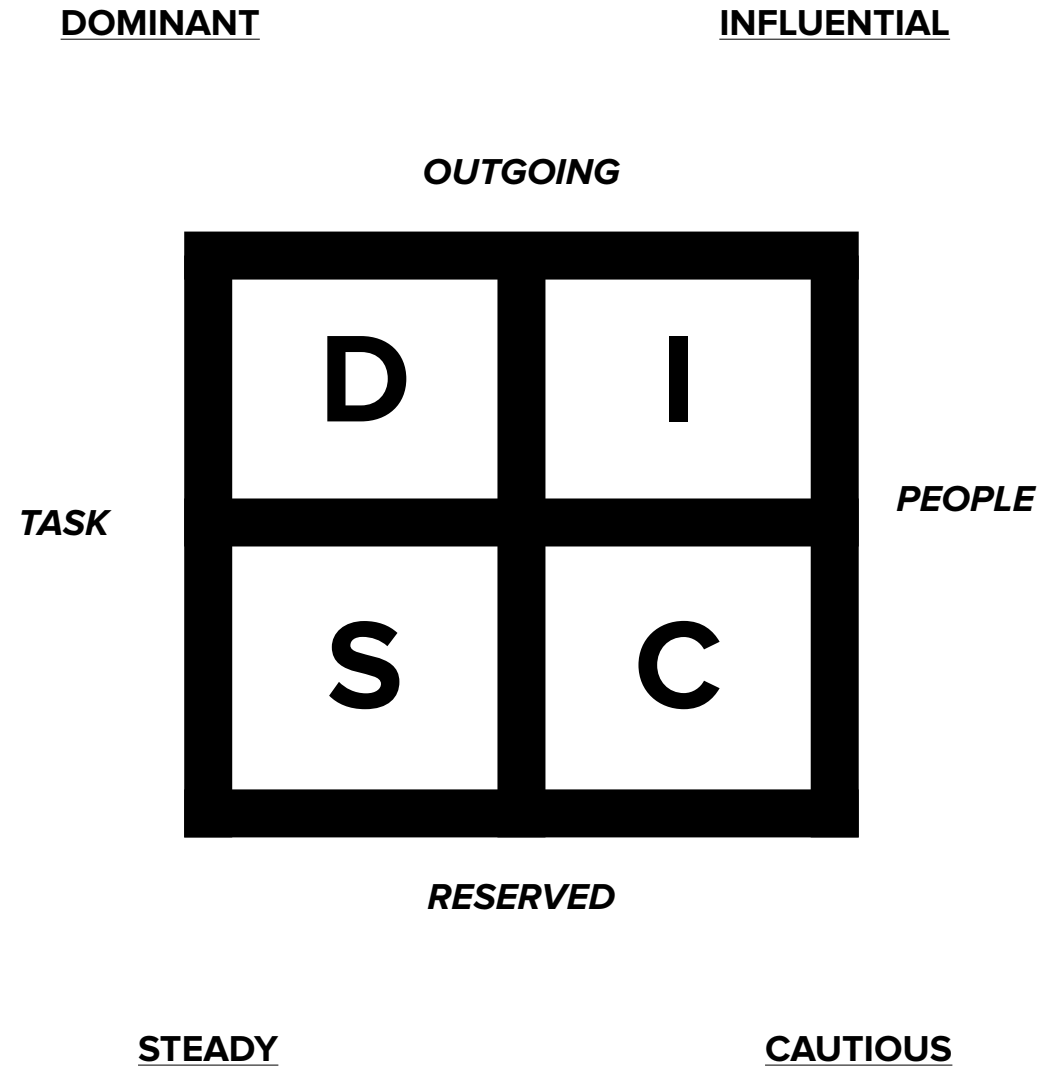 DOMINANT
INFLUENTIAL
OUTGOING
D
I
TASK
PEOPLE
S
C
RESERVED
STEADY
CAUTIOUS